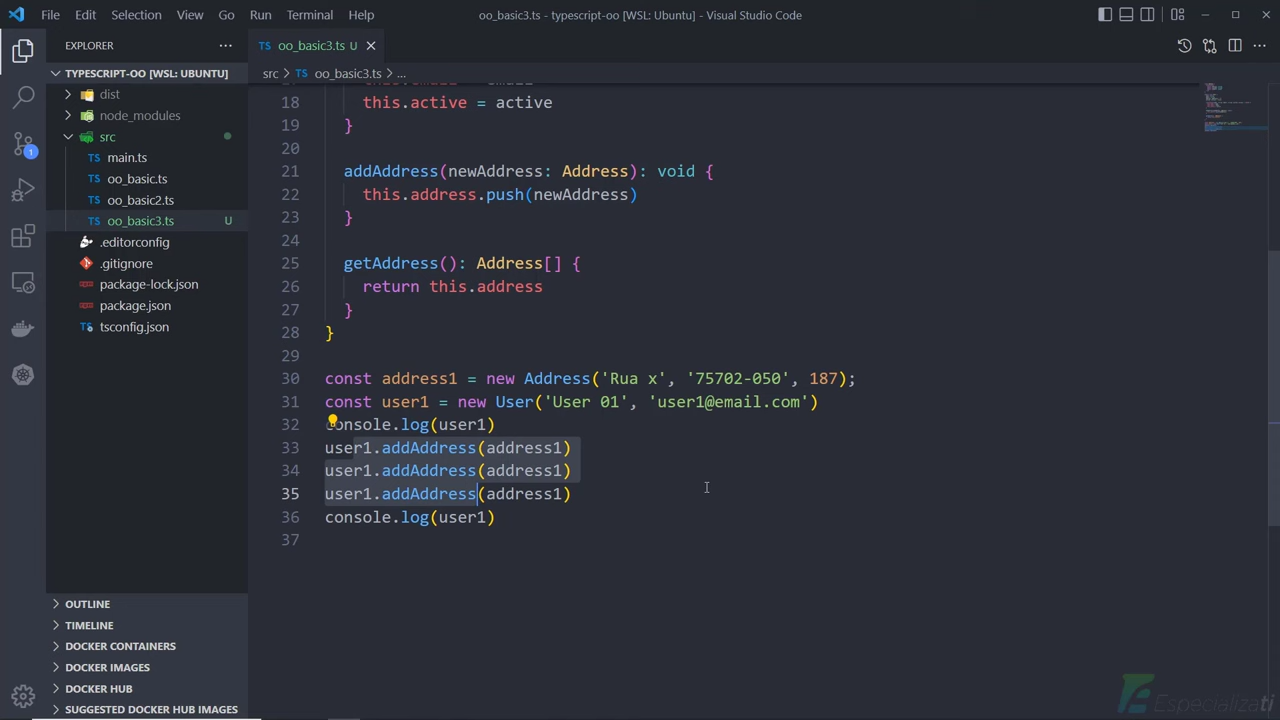 File Edit Selection View Go Run Terminal Help
oo_basic3.ts - typescript-oo [WSL: Ubuntu] - Visual Studio Code
EXPLORER
TS oo_basic3.ts U
TYPESCRIPT-OO [WSL: UBUNTU]
dist
node_modules
src
TS main.ts
TS oo_basic.ts
TS oo_basic2.ts
TS oo_basic3.ts U
.editorconfig
.gitignore
package-lock.json
package.json
tsconfig.json
OUTLINE
TIMELINE
DOCKER CONTAINERS
DOCKER IMAGES
DOCKER HUB
SUGGESTED DOCKER HUB IMAGES
1
src > TS oo_basic3.ts > ...
18 this.active = active
19 }
20
21 addAddress(newAddress: Address): void {
22 this.address.push(newAddress)
23 }
24
25 getAddress(): Address[] {
26 return this.address
27 }
28 }
29
30 const address1 = new Address('Rua x', '75702-050', 187);
31 const user1 = new User('User 01', 'user1@email.com')
32 console.log(user1)
33 user1.addAddress(address1)
34 user1.addAddress(address1)
35 user1.addAddress(address1)
36 console.log(user1)
37
Especializati